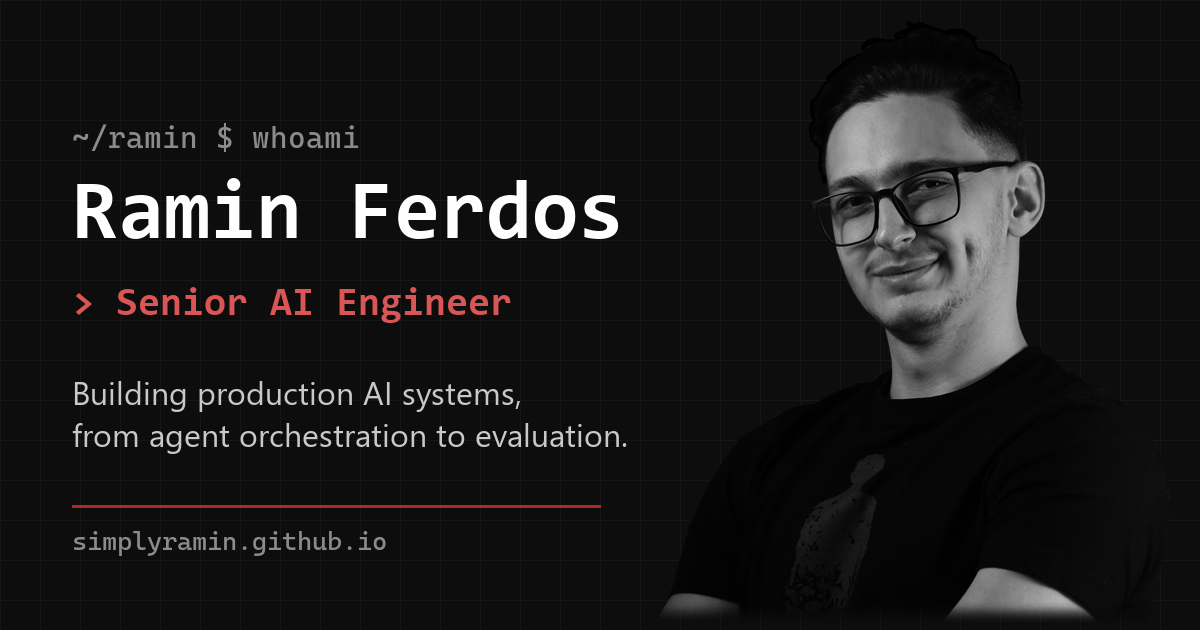 ~/ramin $ whoami
Ramin Ferdos
> Senior AI Engineer
Building production AI systems,
from agent orchestration to evaluation.
simplyramin.github.io